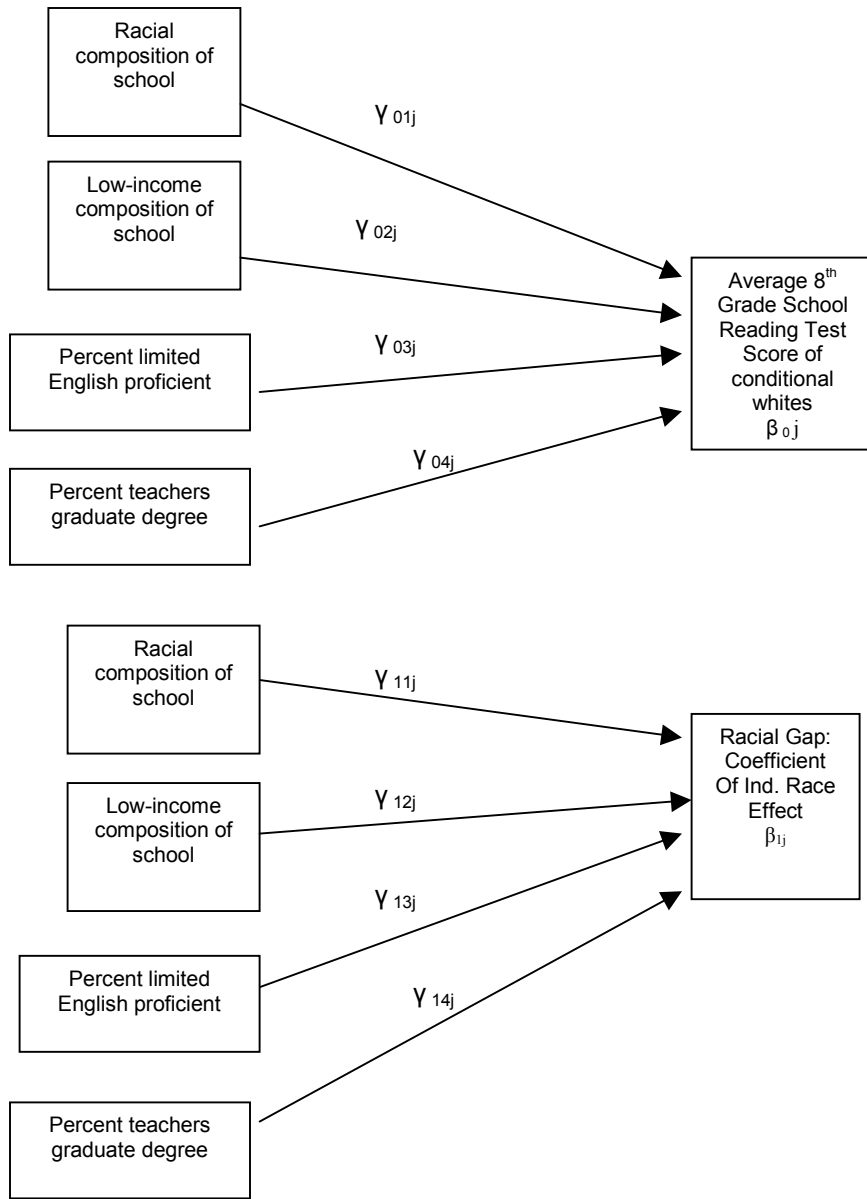 Racial
composition of
school
γ 01j
Low-income
composition of
school
γ 02j
Percent limited
English proficient
γ 03j
Percent teachers
graduate degree
γ 04j
Average 8th
Grade School
Reading Test
Score of
conditional
whites
β 0 j
Racial
composition of
school
γ 11j
Low-income
composition of
school
γ 12j
Percent limited
English proficient
γ 13j
Percent teachers
graduate degree
γ 14j
Racial Gap:
Coefficient
Of Ind. Race
Effect
β1j